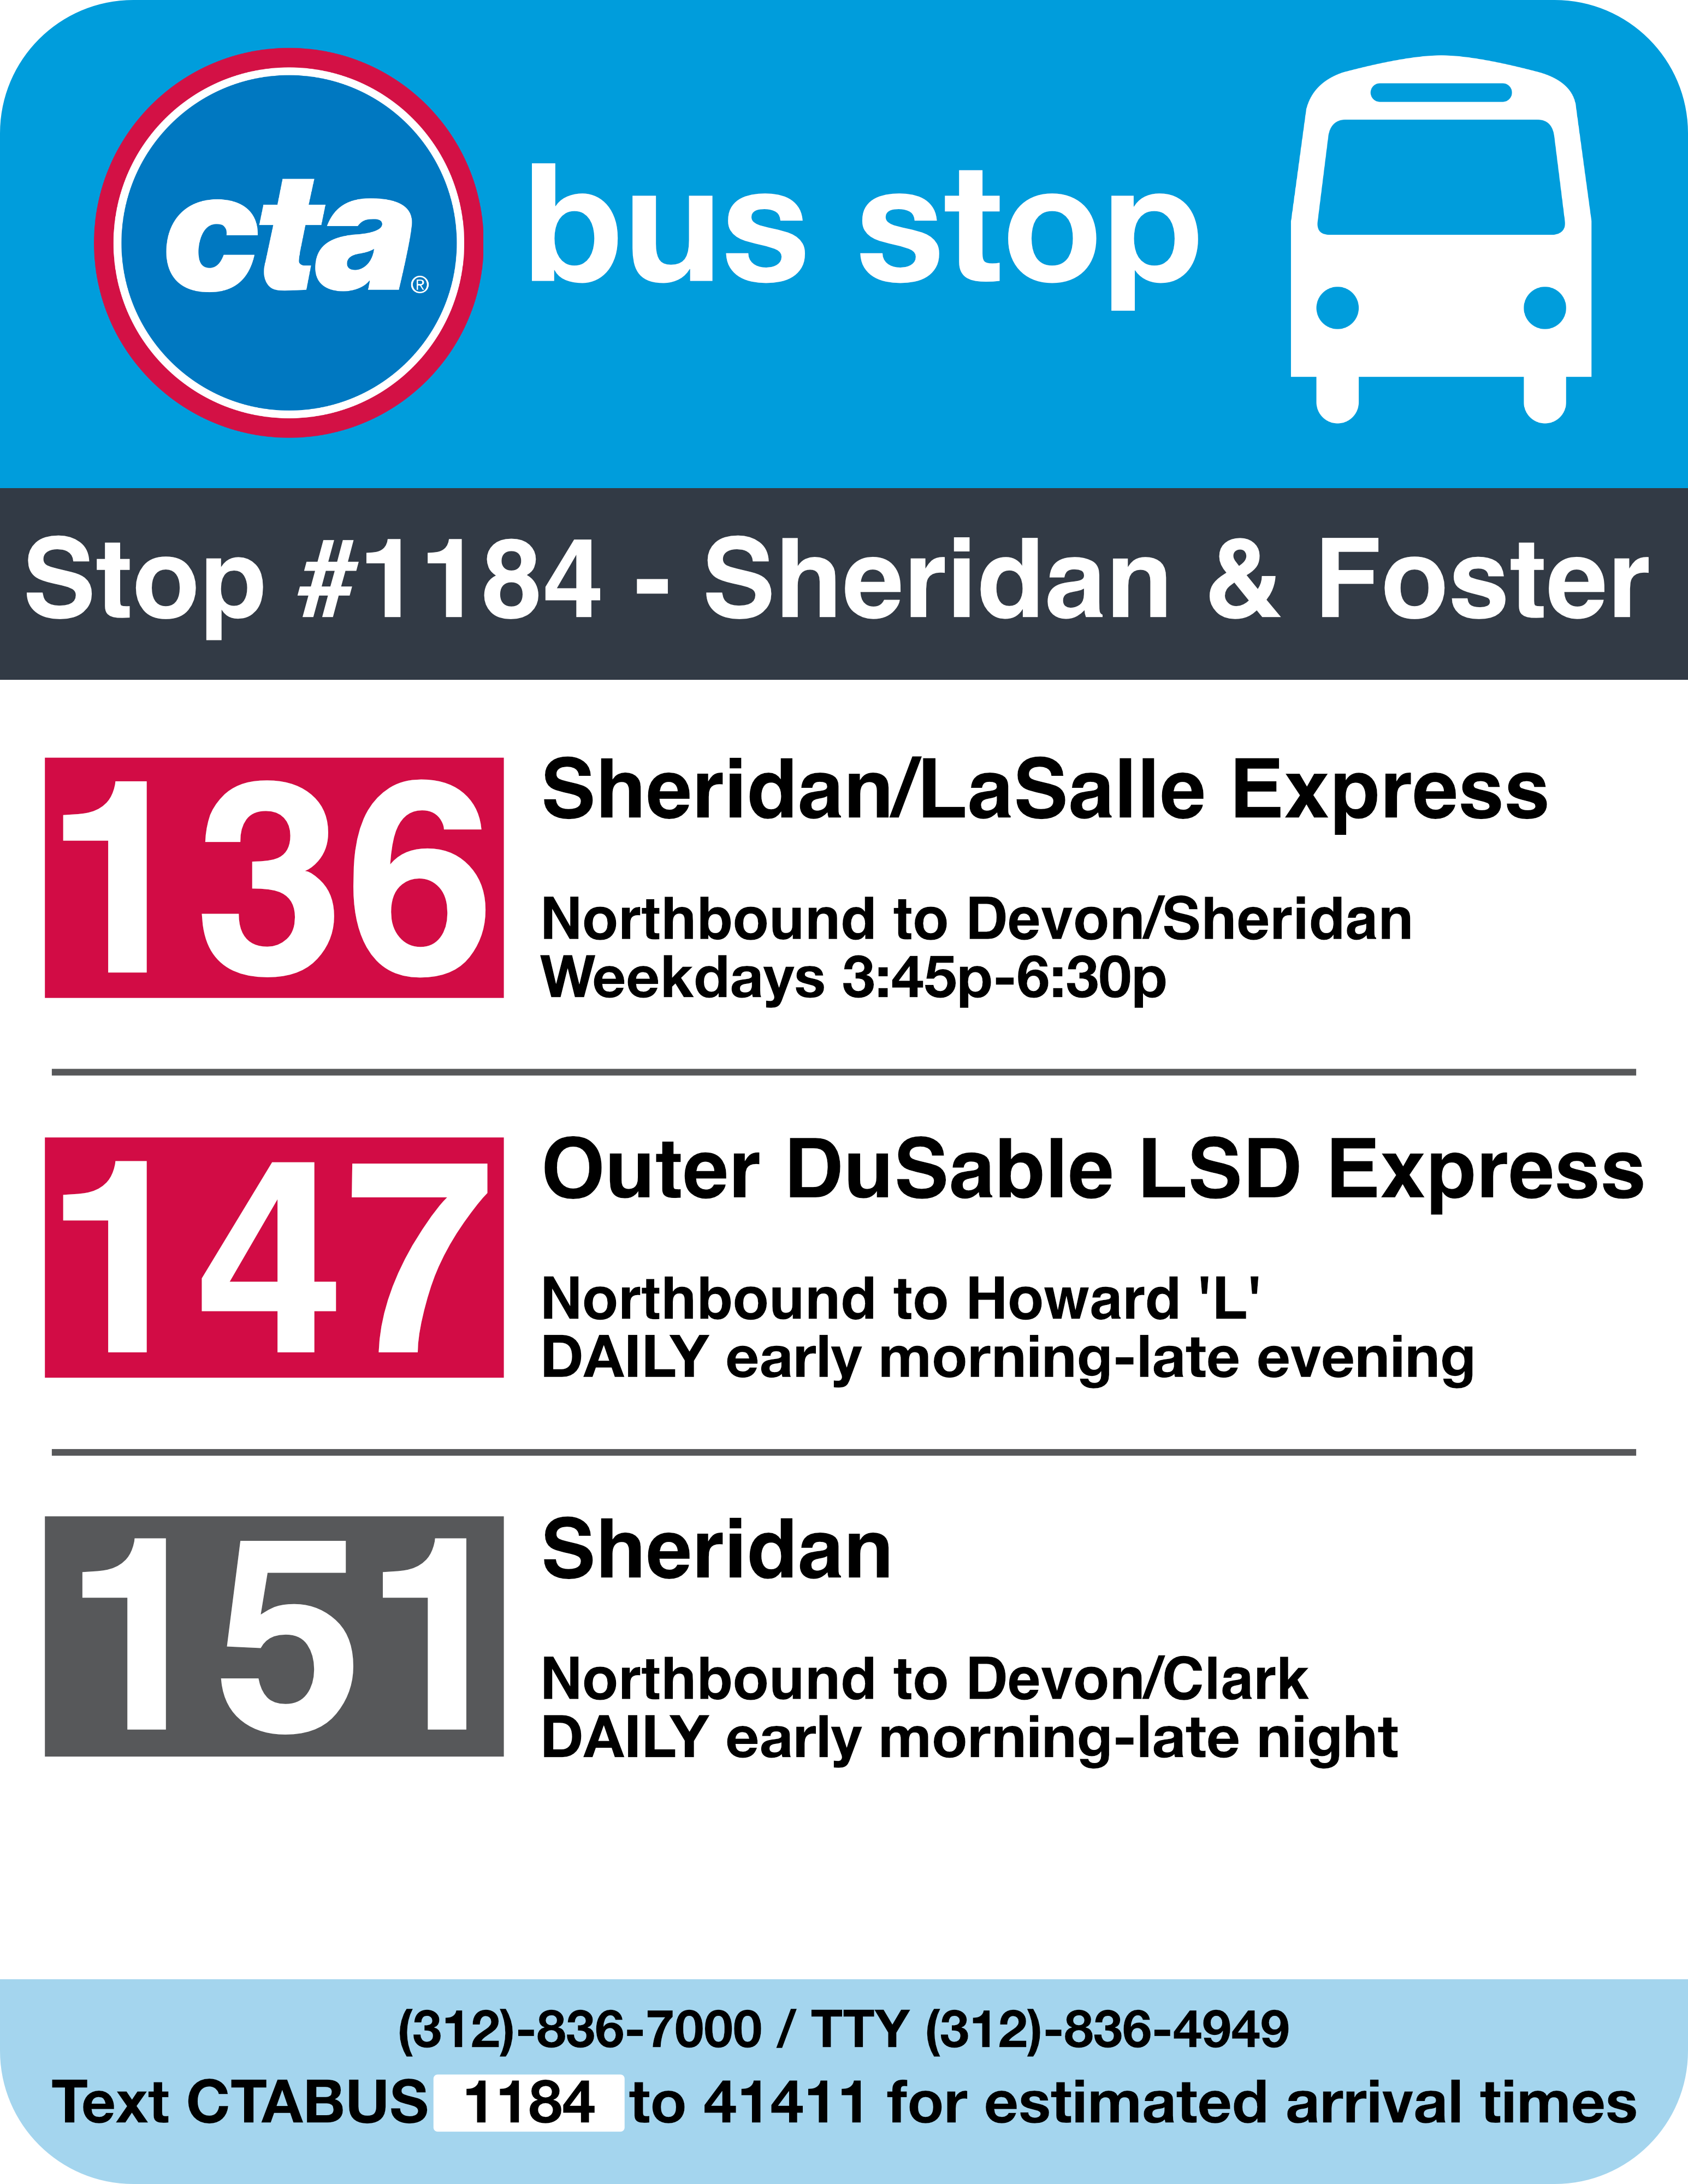 cta®
bus stop
Stop #1184 - Sheridan & Foster
136
Sheridan/LaSalle Express
Northbound to Devon/Sheridan
Weekdays 3:45p-6:30p
147
Outer DuSable LSD Express
Northbound to Howard 'L'
DAILY early morning-late evening
151
Sheridan
Northbound to Devon/Clark
DAILY early morning-late night
(312)-836-7000 / TTY (312)-836-4949
Text CTABUS 1184 to 41411 for estimated arrival times